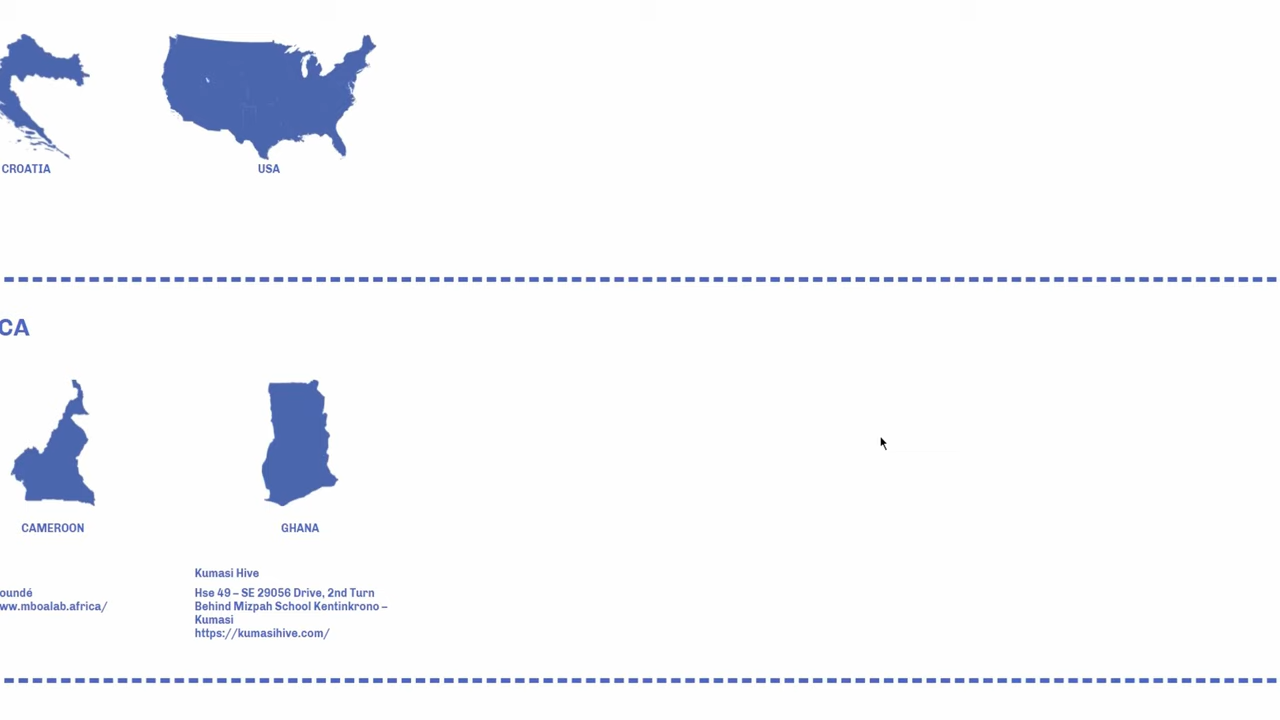 CROATIA
USA
CA
CAMEROON
GHANA
oundé
ww.mboalab.africa/
Kumasi Hive
Hse 49 – SE 29056 Drive, 2nd Turn
Behind Mizpah School Kentinkrono –
Kumasi
https://kumasihive.com/